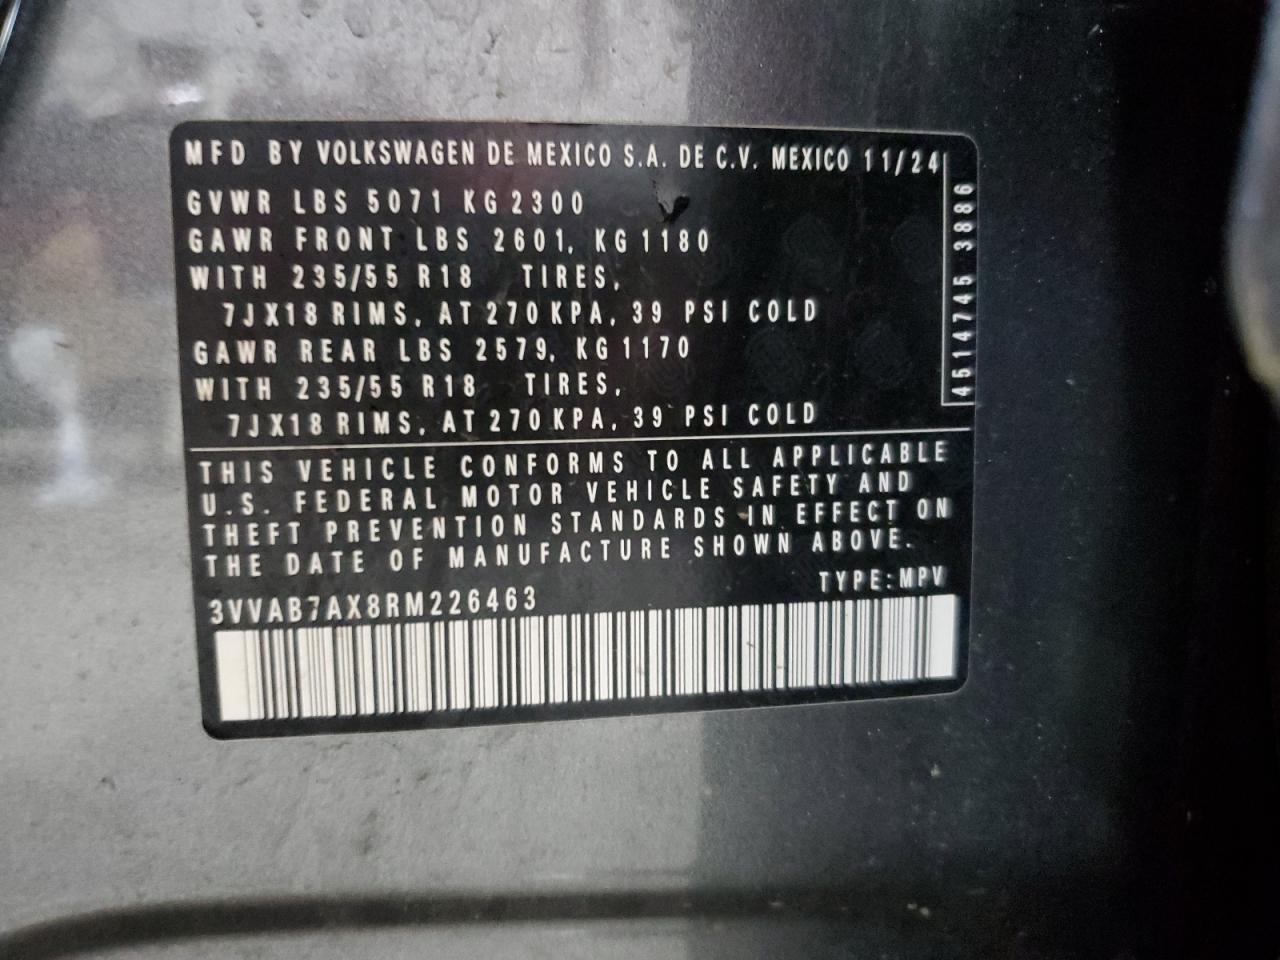 MFD BY VOLKSWAGEN DE MEXICO S.A. DE C.V. MEXICO 11/24
GVWR LBS 5071 KG 2300
GAWR FRONT LBS 2601, KG 1180
WITH 235/55 R18 TIRES,
7JX18 RIMS, AT 270 KPA, 39 PSI COLD
GAWR REAR LBS 2579, KG 1170
WITH 235/55 R18 TIRES,
7JX18 RIMS, AT 270 KPA, 39 PSI COLD
4514745 3886
THIS VEHICLE CONFORMS TO ALL APPLICABLE
U.S. FEDERAL MOTOR VEHICLE SAFETY AND
THEFT PREVENTION STANDARDS IN EFFECT ON
THE DATE OF MANUFACTURE SHOWN ABOVE.
3VVAB7AX8RM226463 TYPE:MPV